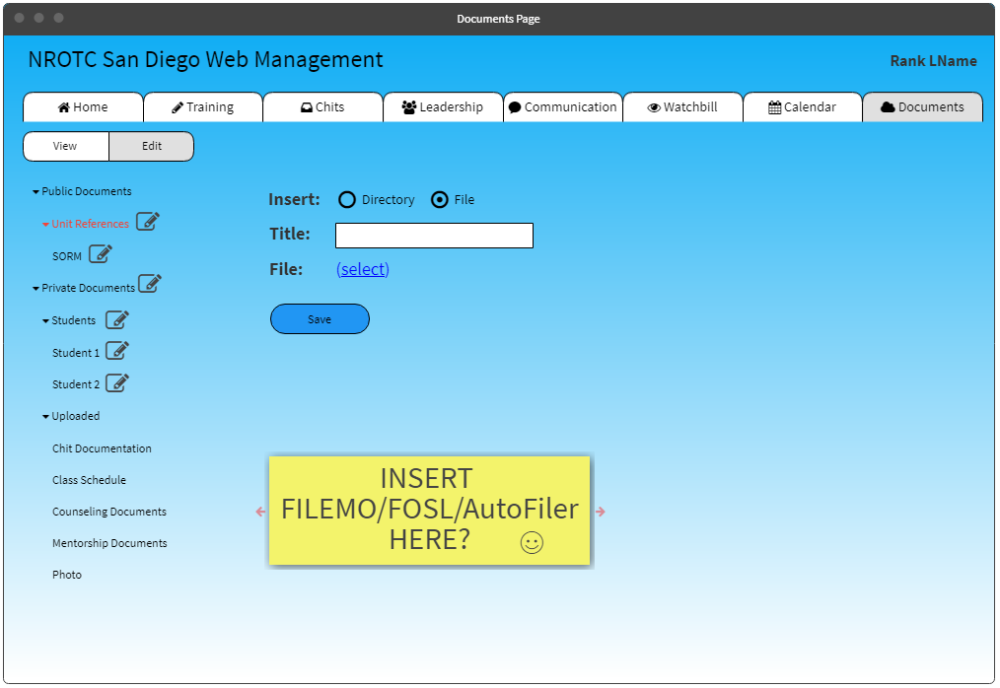 Documents Page
NROTC San Diego Web Management
Rank LName
Home
Training
Chits
Leadership
Communication
Watchbill
Calendar
Documents
View
Edit
Public Documents
Unit References
SORM
Private Documents
Students
Student 1
Student 2
Uploaded
Chit Documentation
Class Schedule
Counseling Documents
Mentorship Documents
Photo
Insert: Directory File
Title:
File: (select)
Save
INSERT
FILEMO/FOSL/AutoFiler
HERE?